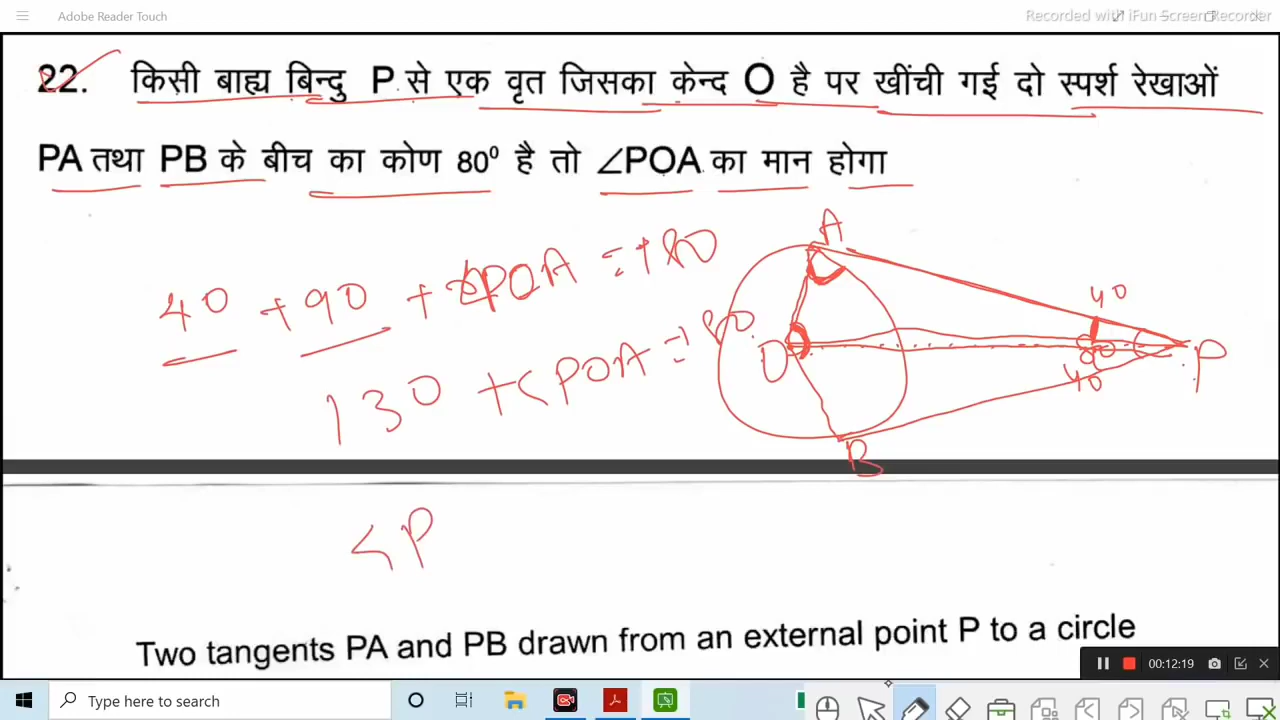 Adobe Reader Touch
Recorded with iFun Screen Recorder
22. किसी बाह्य बिन्दु P से एक वृत जिसका केन्द O है पर खींची गई दो स्पर्श रेखाओं
PA तथा PB के बीच का कोण 80⁰ है तो ∠POA का मान होगा
A
40 + 90 + ∠POA = 180
40
O
80
P
130 + ∠POA = 180
40
B
∠P
Two tangents PA and PB drawn from an external point P to a circle
00:12:19
Type here to search